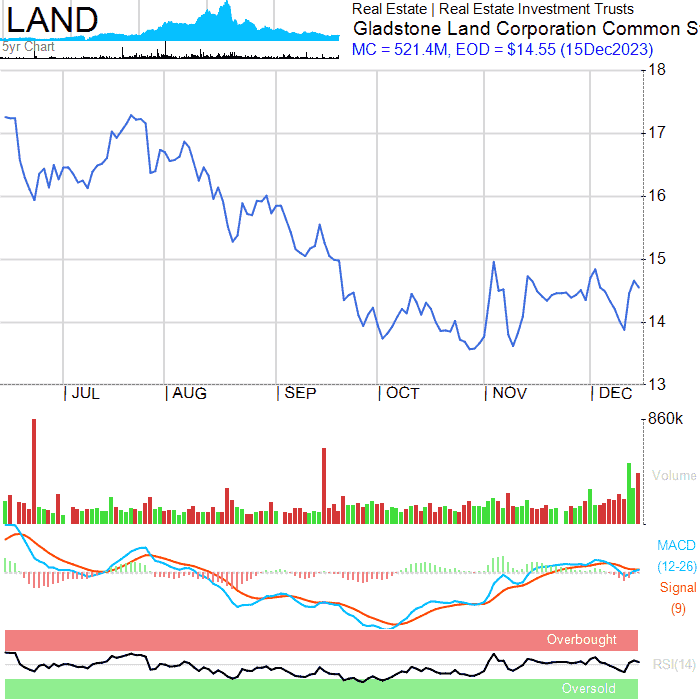 LAND
5yr Chart
Real Estate | Real Estate Investment Trusts
Gladstone Land Corporation Common S
MC = 521.4M, EOD = $14.55 (15Dec2023)
18
17
16
15
14
13
| JUL | AUG | SEP | OCT | NOV | DEC
860k
Volume
MACD
(12-26)
Signal
(9)
Overbought
RSI(14)
Oversold